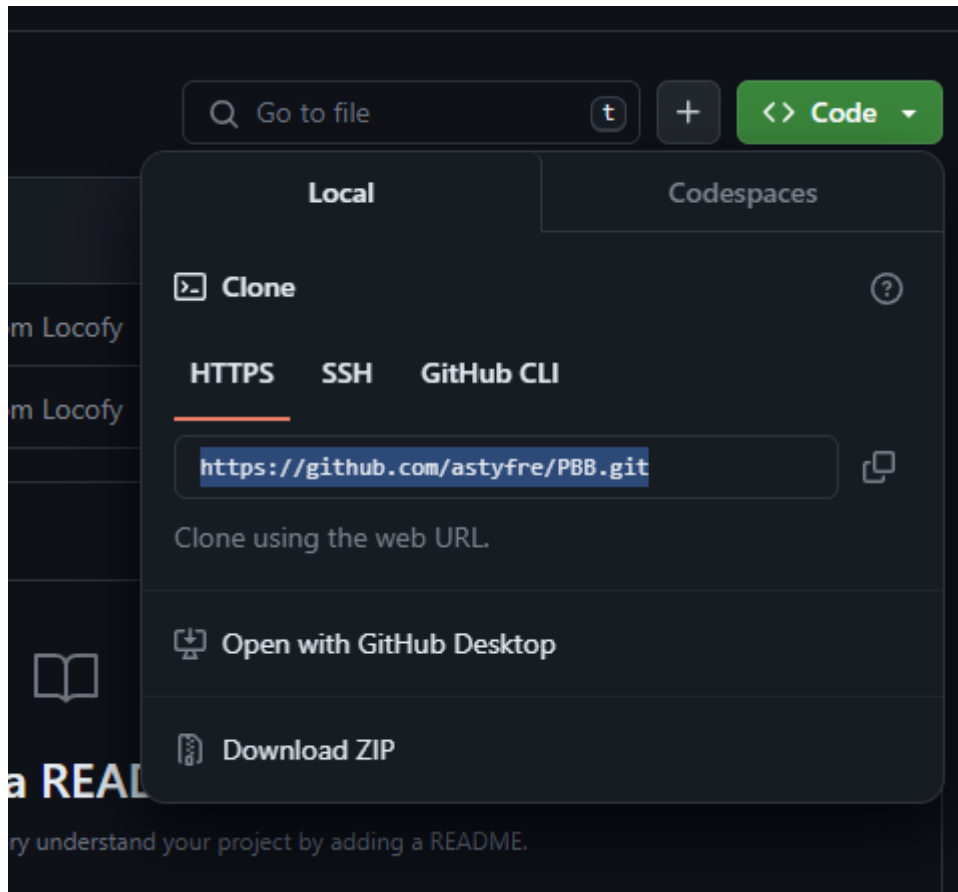 Go to file t + <> Code
Local Codespaces
Clone
om Locofy
HTTPS SSH GitHub CLI
om Locofy
https://github.com/astyfre/PBB.git
Clone using the web URL.
Open with GitHub Desktop
Download ZIP
a READ
ry understand your project by adding a README.